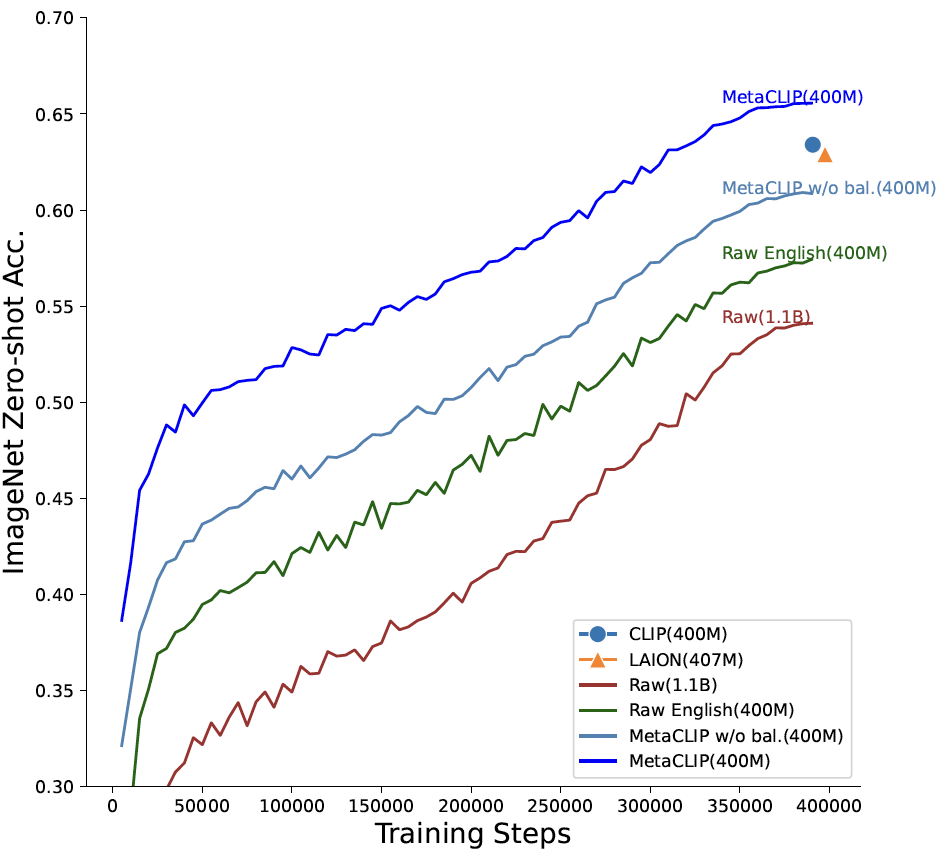 0.70
0.65
0.60
0.55
0.50
0.45
0.40
0.35
0.30
ImageNet Zero-shot Acc.
MetaCLIP(400M)
MetaCLIP w/o bal.(400M)
Raw English(400M)
Raw(1.1B)
CLIP(400M)
LAION(407M)
Raw(1.1B)
Raw English(400M)
MetaCLIP w/o bal.(400M)
MetaCLIP(400M)
0 50000 100000 150000 200000 250000 300000 350000 400000
Training Steps